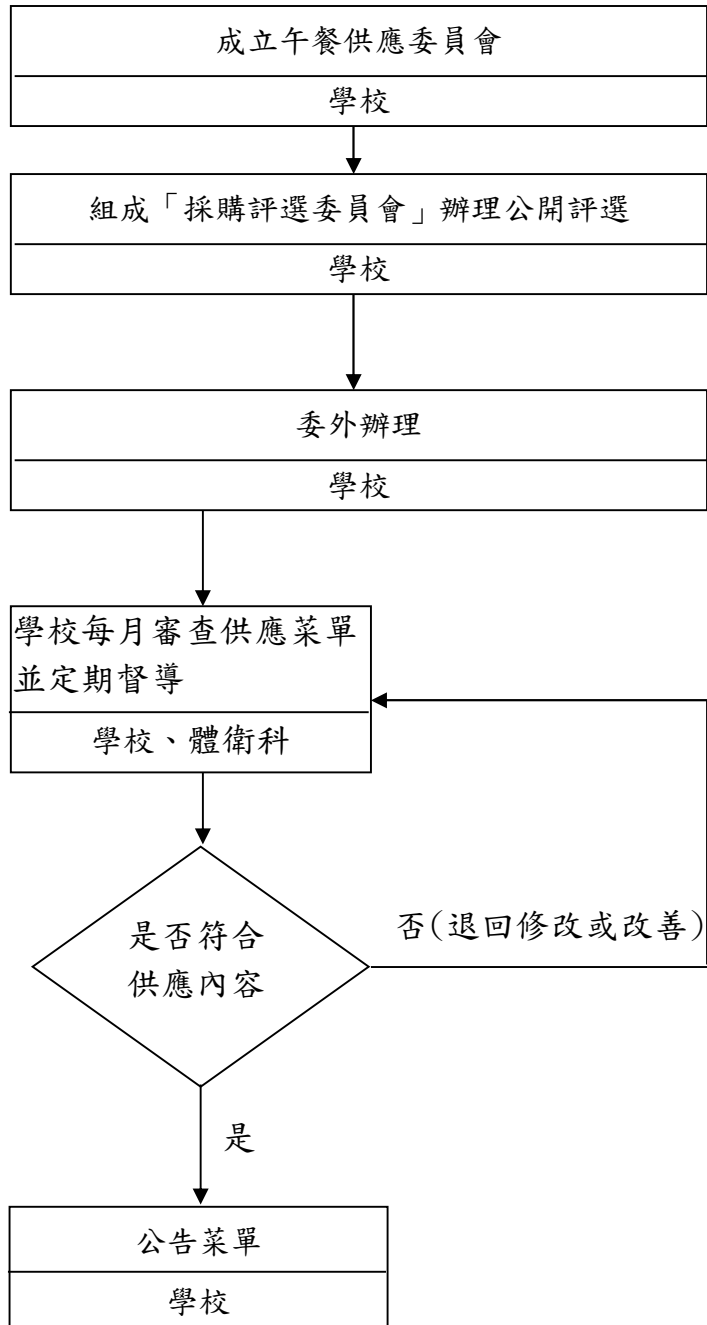 成立午餐供應委員會
學校
組成「採購評選委員會」辦理公開評選
學校
委外辦理
學校
學校每月審查供應菜單
並定期督導
學校、體衛科
是否符合
供應內容
否(退回修改或改善)
是
公告菜單
學校